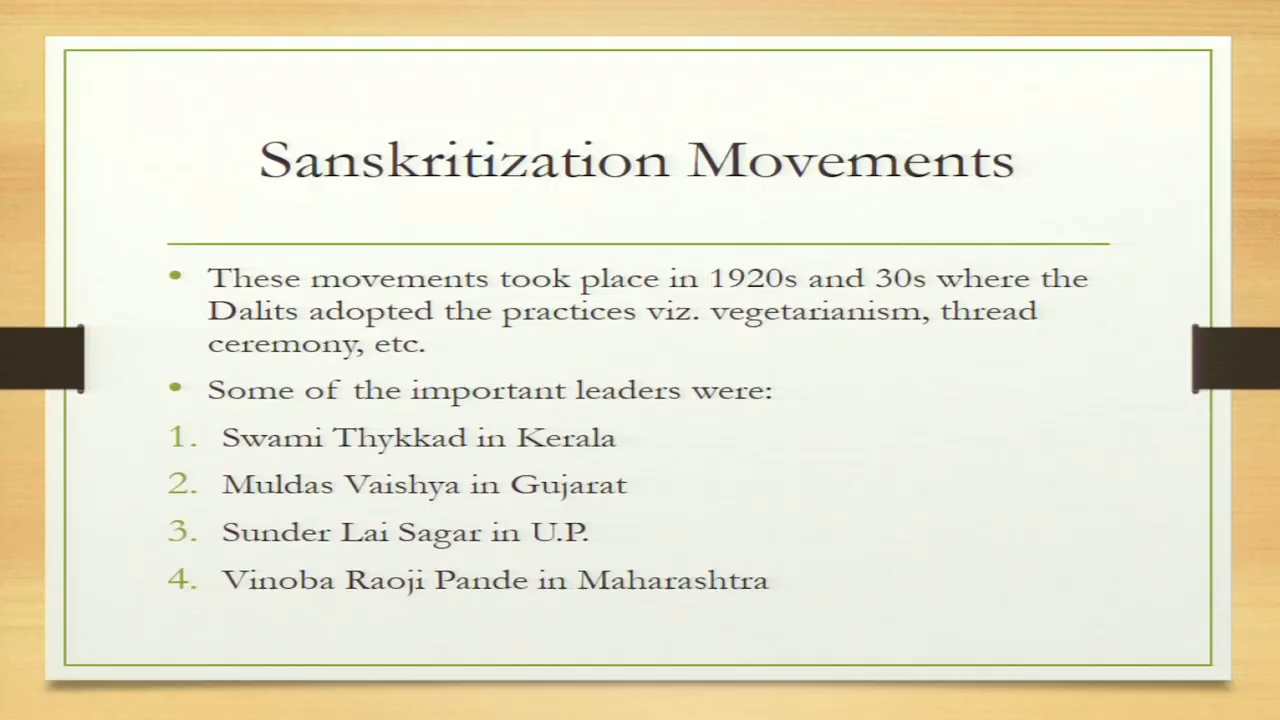 Sanskritization Movements
• These movements took place in 1920s and 30s where the
Dalits adopted the practices viz. vegetarianism, thread
ceremony, etc.
• Some of the important leaders were:
1. Swami Thykkad in Kerala
2. Muldas Vaishya in Gujarat
3. Sunder Lai Sagar in U.P.
4. Vinoba Raoji Pande in Maharashtra